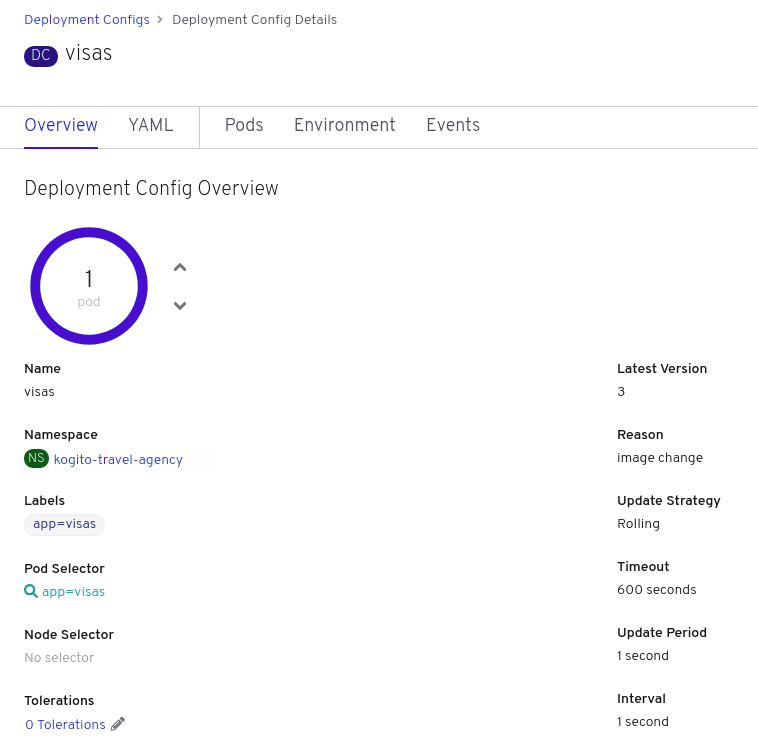 Deployment Configs > Deployment Config Details
DC visas
Overview YAML Pods Environment Events
Deployment Config Overview
1
pod
Name
visas
Namespace
NS kogito-travel-agency
Labels
app=visas
Pod Selector
app=visas
Node Selector
No selector
Tolerations
0 Tolerations
Latest Version
3
Reason
image change
Update Strategy
Rolling
Timeout
600 seconds
Update Period
1 second
Interval
1 second